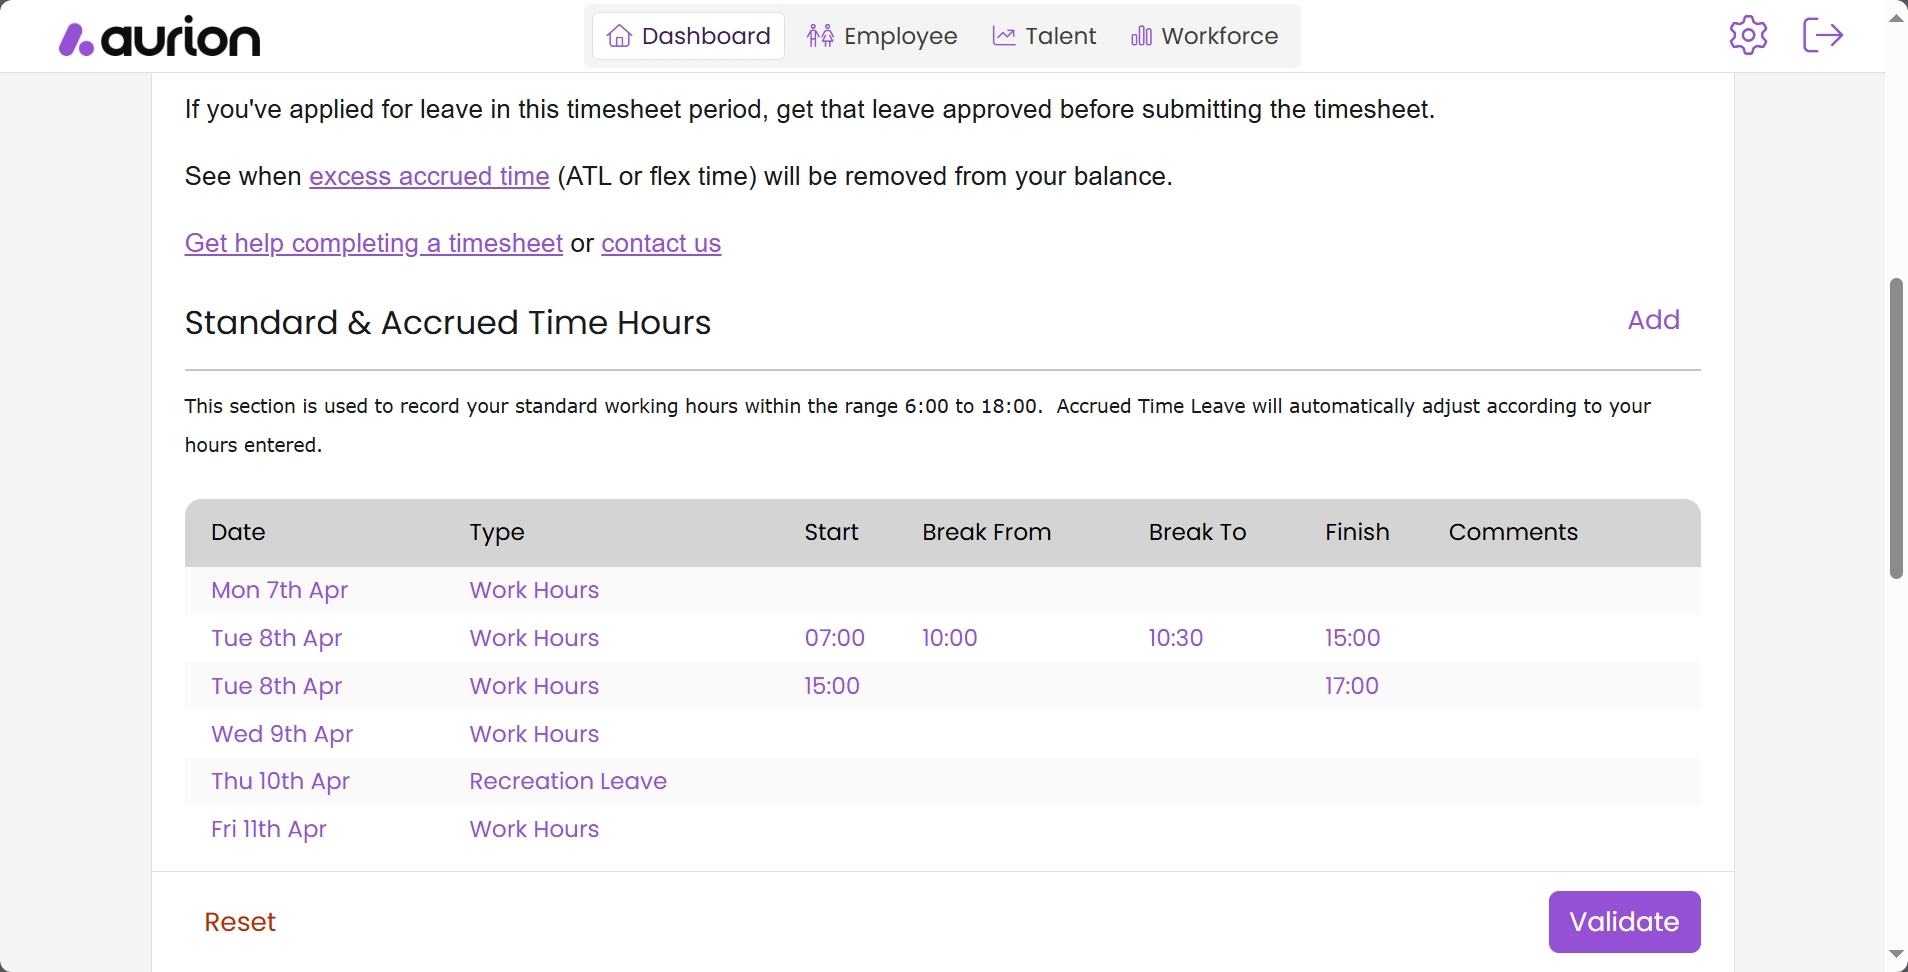 aurion
Dashboard Employee Talent Workforce
If you've applied for leave in this timesheet period, get that leave approved before submitting the timesheet.
See when excess accrued time (ATL or flex time) will be removed from your balance.
Get help completing a timesheet or contact us
Standard & Accrued Time Hours Add
This section is used to record your standard working hours within the range 6:00 to 18:00. Accrued Time Leave will automatically adjust according to your
hours entered.
Date Type Start Break From Break To Finish Comments
Mon 7th Apr Work Hours
Tue 8th Apr Work Hours 07:00 10:00 10:30 15:00
Tue 8th Apr Work Hours 15:00 17:00
Wed 9th Apr Work Hours
Thu 10th Apr Recreation Leave
Fri 11th Apr Work Hours
Reset Validate